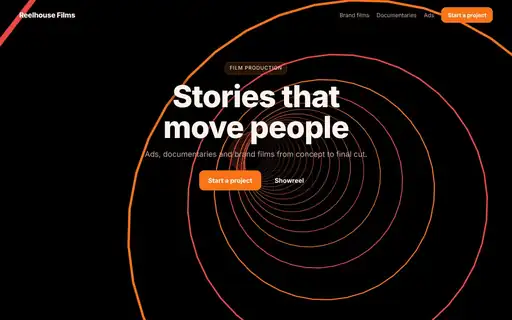 Reelhouse Films
Brand films Documentaries Ads Start a project
FILM PRODUCTION
Stories that
move people
Ads, documentaries and brand films from concept to final cut.
Start a project Showreel